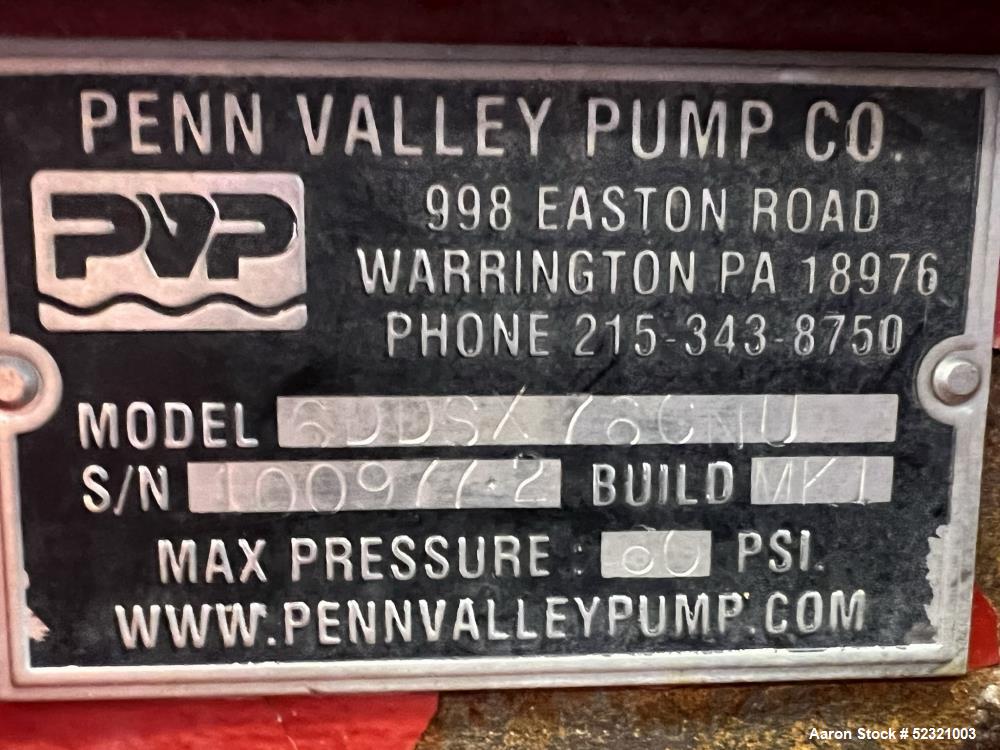 PENN VALLEY PUMP CO.
PVP
998 EASTON ROAD
WARRINGTON PA 18976
PHONE 215-343-8750
MODEL
S/N BUILD
MAX PRESSURE : PSI.
WWW.PENNVALLEYPUMP.COM
Aaron Stock # 52321003